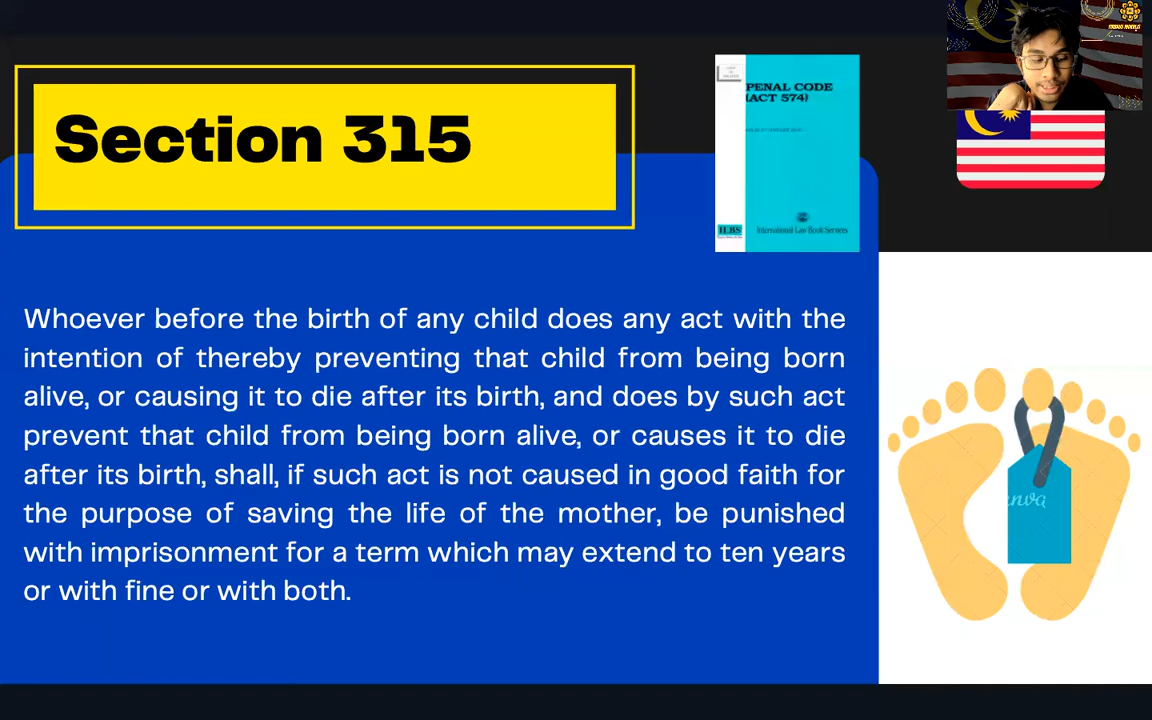 Section 315
PENAL CODE
(ACT 574)
ILBS
International Law Book Services
Whoever before the birth of any child does any act with the
intention of thereby preventing that child from being born
alive, or causing it to die after its birth, and does by such act
prevent that child from being born alive, or causes it to die
after its birth, shall, if such act is not caused in good faith for
the purpose of saving the life of the mother, be punished
with imprisonment for a term which may extend to ten years
or with fine or with both.